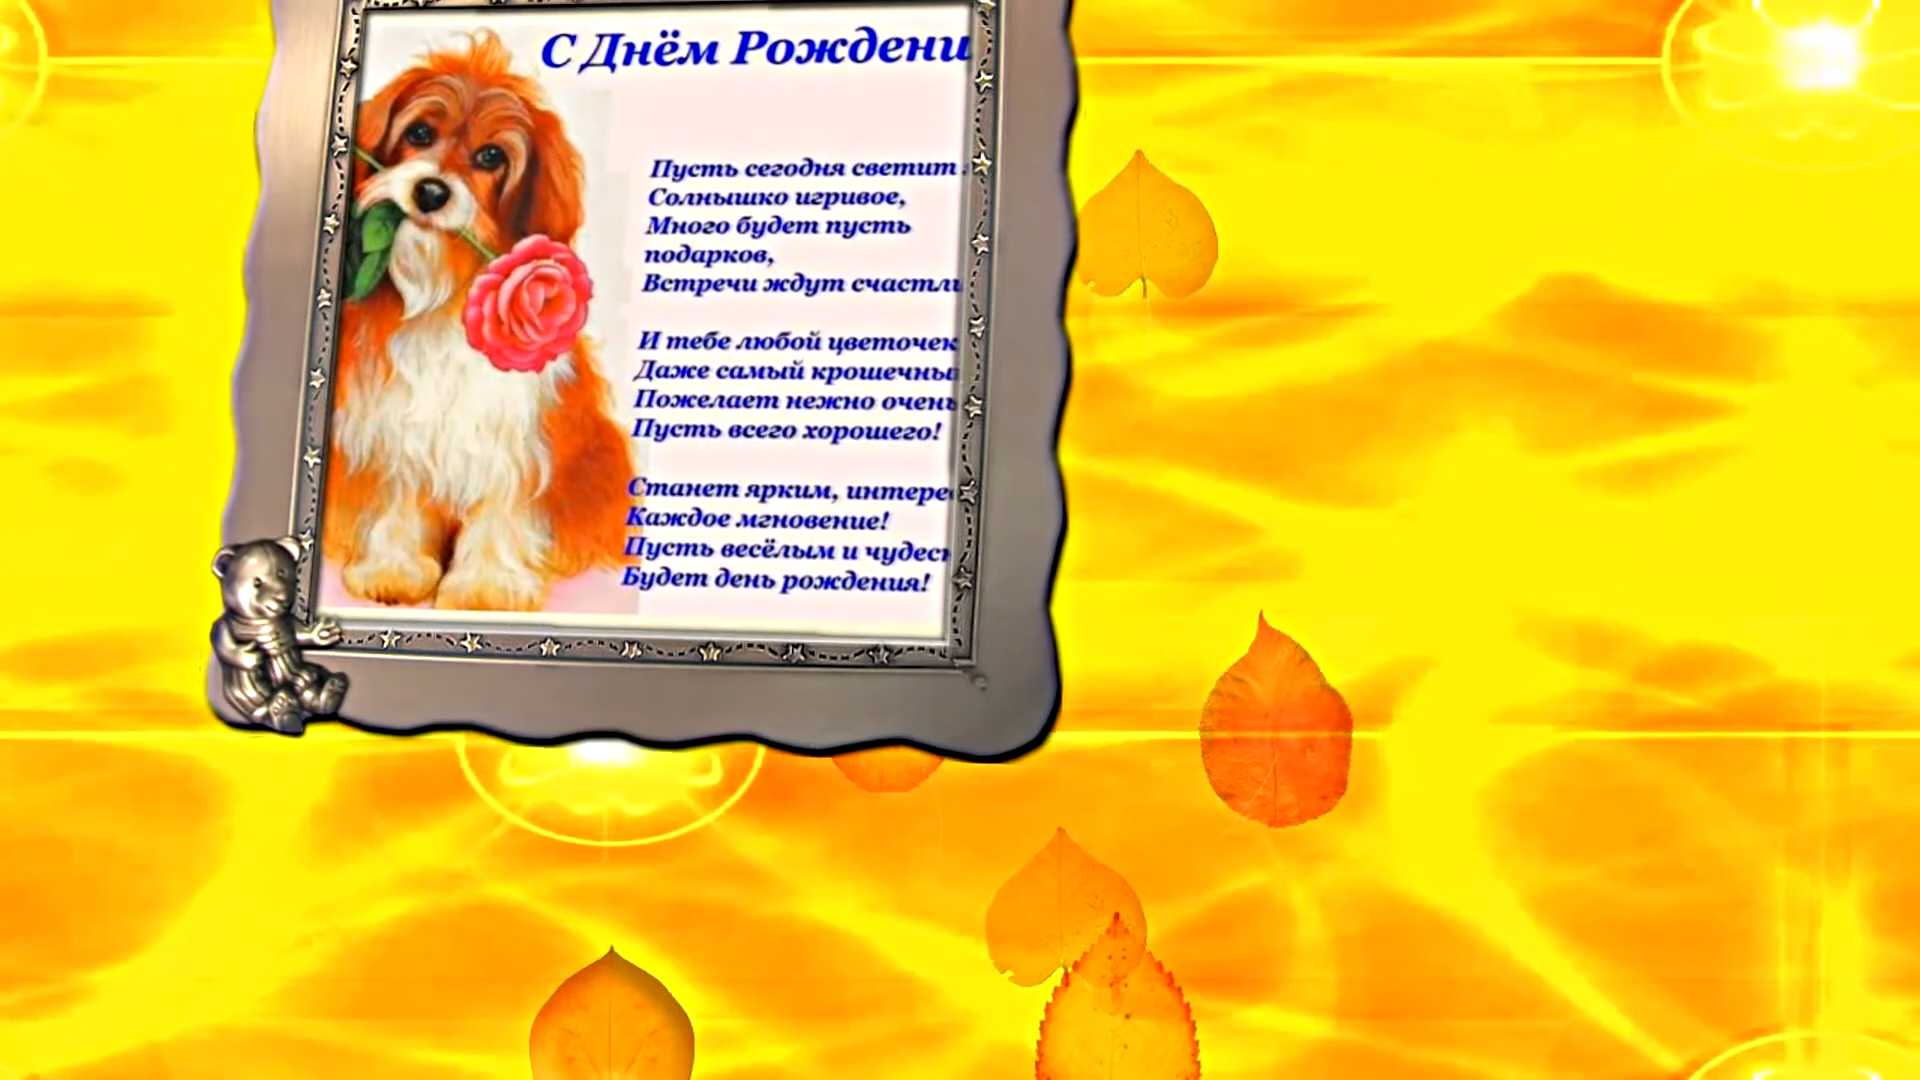 С Днём Рождени
Пусть сегодня светит
Солнышко игривое,
Много будет пусть
подарков,
Встречи ждут счастли
И тебе любой цветочек
Даже самый крошечны
Пожелает нежно очень
Пусть всего хорошего!
Станет ярким, интере
Каждое мгновение!
Пусть весёлым и чудес
Будет день рождения!